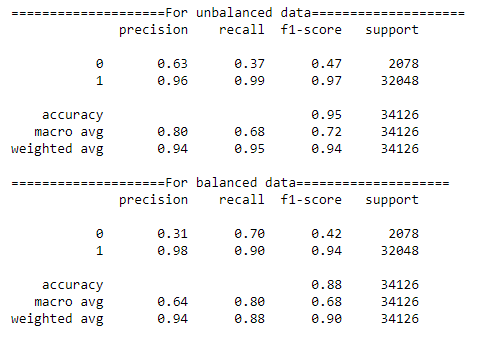 ====================For unbalanced data====================
precision recall f1-score support
0 0.63 0.37 0.47 2078
1 0.96 0.99 0.97 32048
accuracy 0.95 34126
macro avg 0.80 0.68 0.72 34126
weighted avg 0.94 0.95 0.94 34126
====================For balanced data====================
precision recall f1-score support
0 0.31 0.70 0.42 2078
1 0.98 0.90 0.94 32048
accuracy 0.88 34126
macro avg 0.64 0.80 0.68 34126
weighted avg 0.94 0.88 0.90 34126